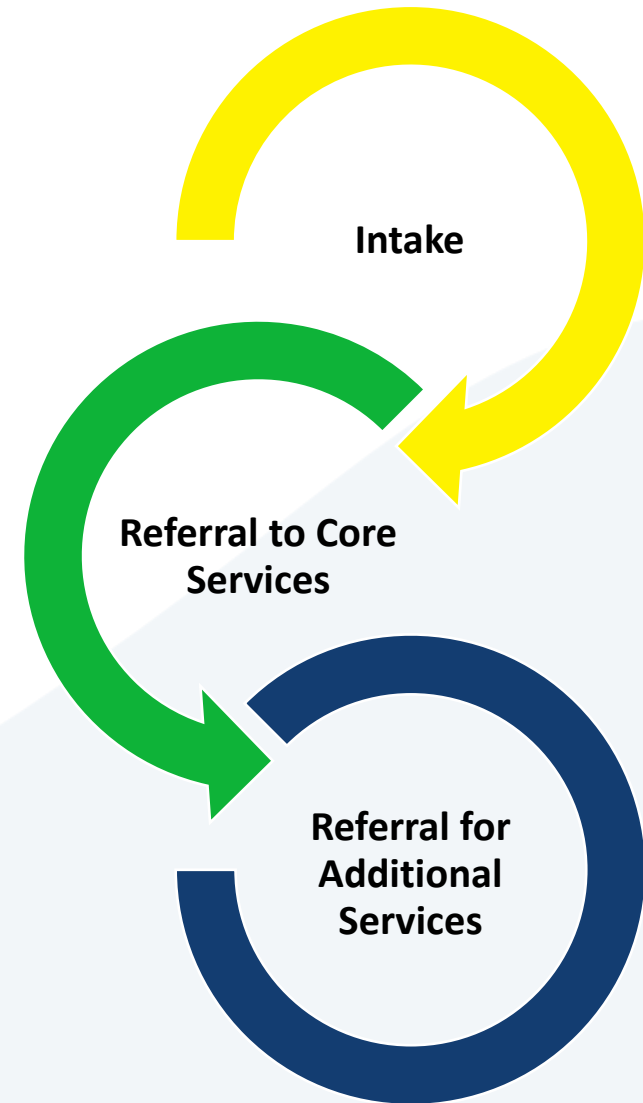 Intake
Referral to Core
Services
Referral for
Additional
Services